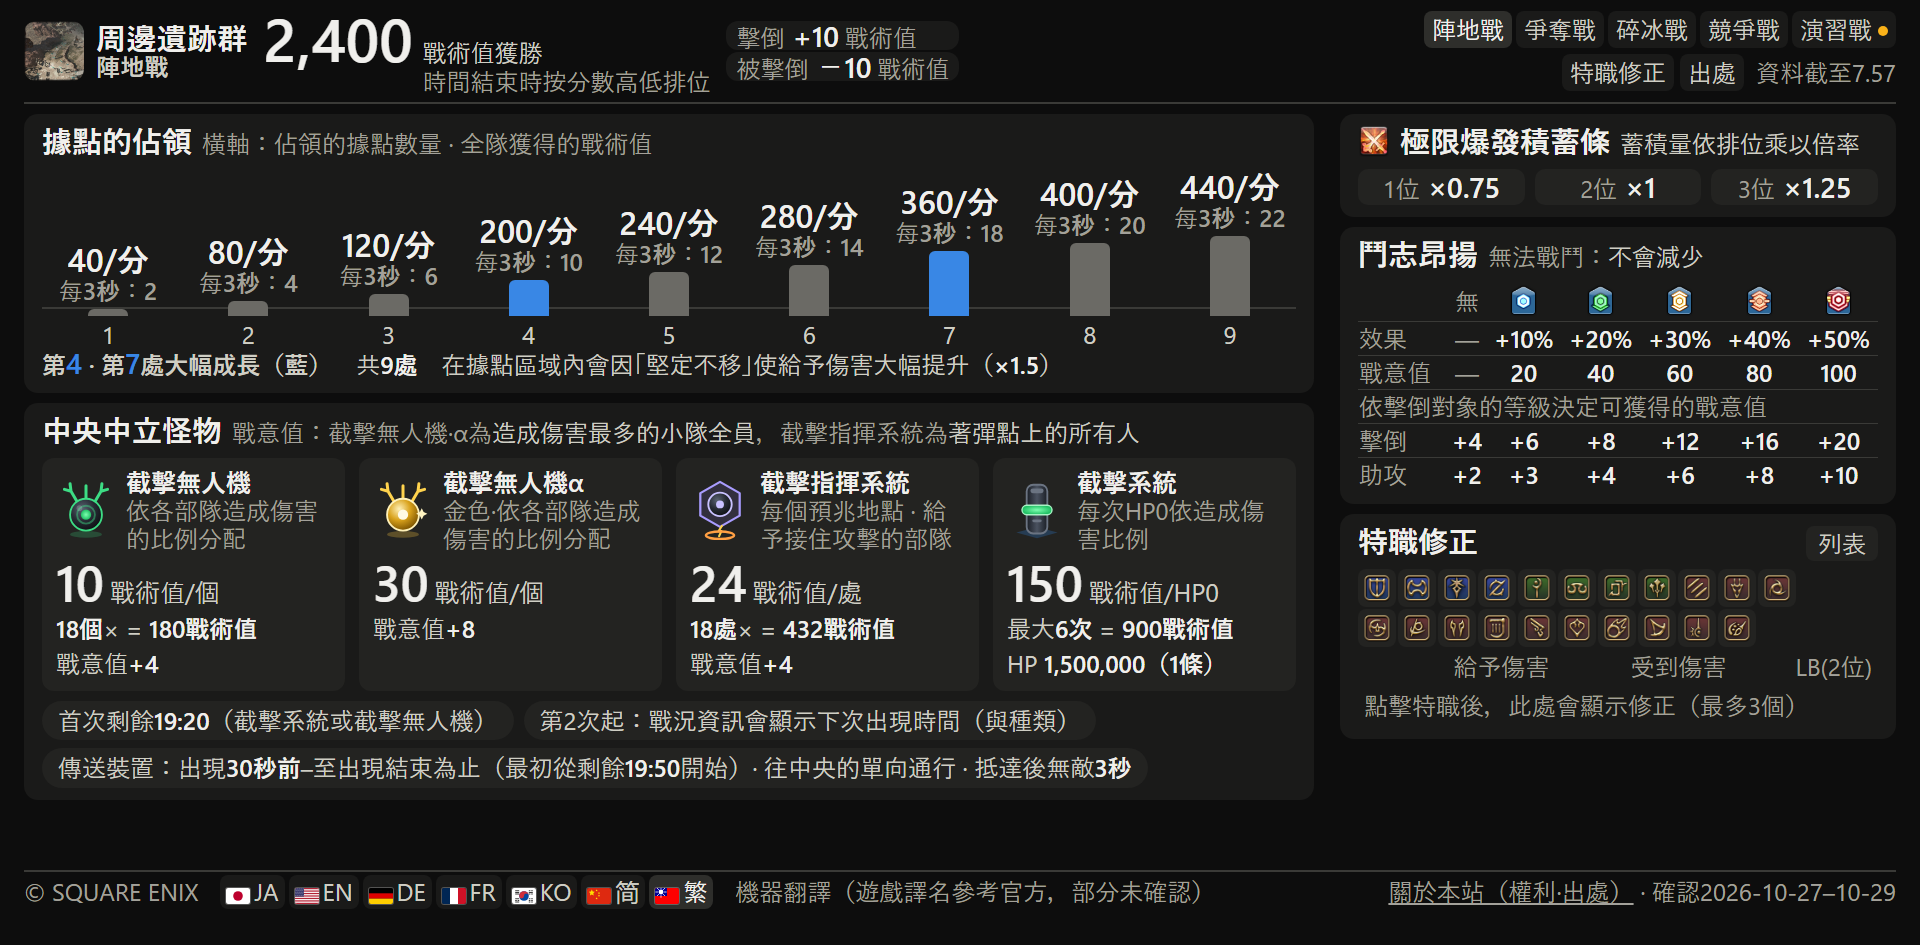 周邊遺跡群
陣地戰
2,400 戰術值獲勝
時間結束時按分數高低排位
擊倒 +10 戰術值
被擊倒 −10 戰術值
陣地戰 爭奪戰 碎冰戰 競爭戰 演習戰
特職修正 出處 資料截至7.57
據點的佔領 橫軸：佔領的據點數量 · 全隊獲得的戰術值
40/分 80/分 120/分 200/分 240/分 280/分 360/分 400/分 440/分
每3秒：2 每3秒：4 每3秒：6 每3秒：10 每3秒：12 每3秒：14 每3秒：18 每3秒：20 每3秒：22
1 2 3 4 5 6 7 8 9
第4 · 第7處大幅成長（藍） 共9處 在據點區域內會因「堅定不移」使給予傷害大幅提升（×1.5）
中央中立怪物 戰意值：截擊無人機·α為造成傷害最多的小隊全員，截擊指揮系統為著彈點上的所有人
截擊無人機
依各部隊造成傷害
的比例分配
10 戰術值/個
18個× = 180戰術值
戰意值+4
截擊無人機α
金色·依各部隊造成
傷害的比例分配
30 戰術值/個
戰意值+8
截擊指揮系統
每個預兆地點 · 給
予接住攻擊的部隊
24 戰術值/處
18處× = 432戰術值
戰意值+4
截擊系統
每次HP0依造成傷
害比例
150 戰術值/HP0
最大6次 = 900戰術值
HP 1,500,000（1條）
首次剩餘19:20（截擊系統或截擊無人機）
第2次起：戰況資訊會顯示下次出現時間（與種類）
傳送裝置：出現30秒前–至出現結束為止（最初從剩餘19:50開始）· 往中央的單向通行 · 抵達後無敵3秒
極限爆發積蓄條 蓄積量依排位乘以倍率
1位 ×0.75 2位 ×1 3位 ×1.25
鬥志昂揚 無法戰鬥：不會減少
無
效果 — +10% +20% +30% +40% +50%
戰意值 — 20 40 60 80 100
依擊倒對象的等級決定可獲得的戰意值
擊倒 +4 +6 +8 +12 +16 +20
助攻 +2 +3 +4 +6 +8 +10
特職修正 列表
給予傷害 受到傷害 LB(2位)
點擊特職後，此處會顯示修正（最多3個）
© SQUARE ENIX JA EN DE FR KO 简 繁 機器翻譯（遊戲譯名參考官方，部分未確認）
關於本站（權利·出處） · 確認2026-10-27–10-29